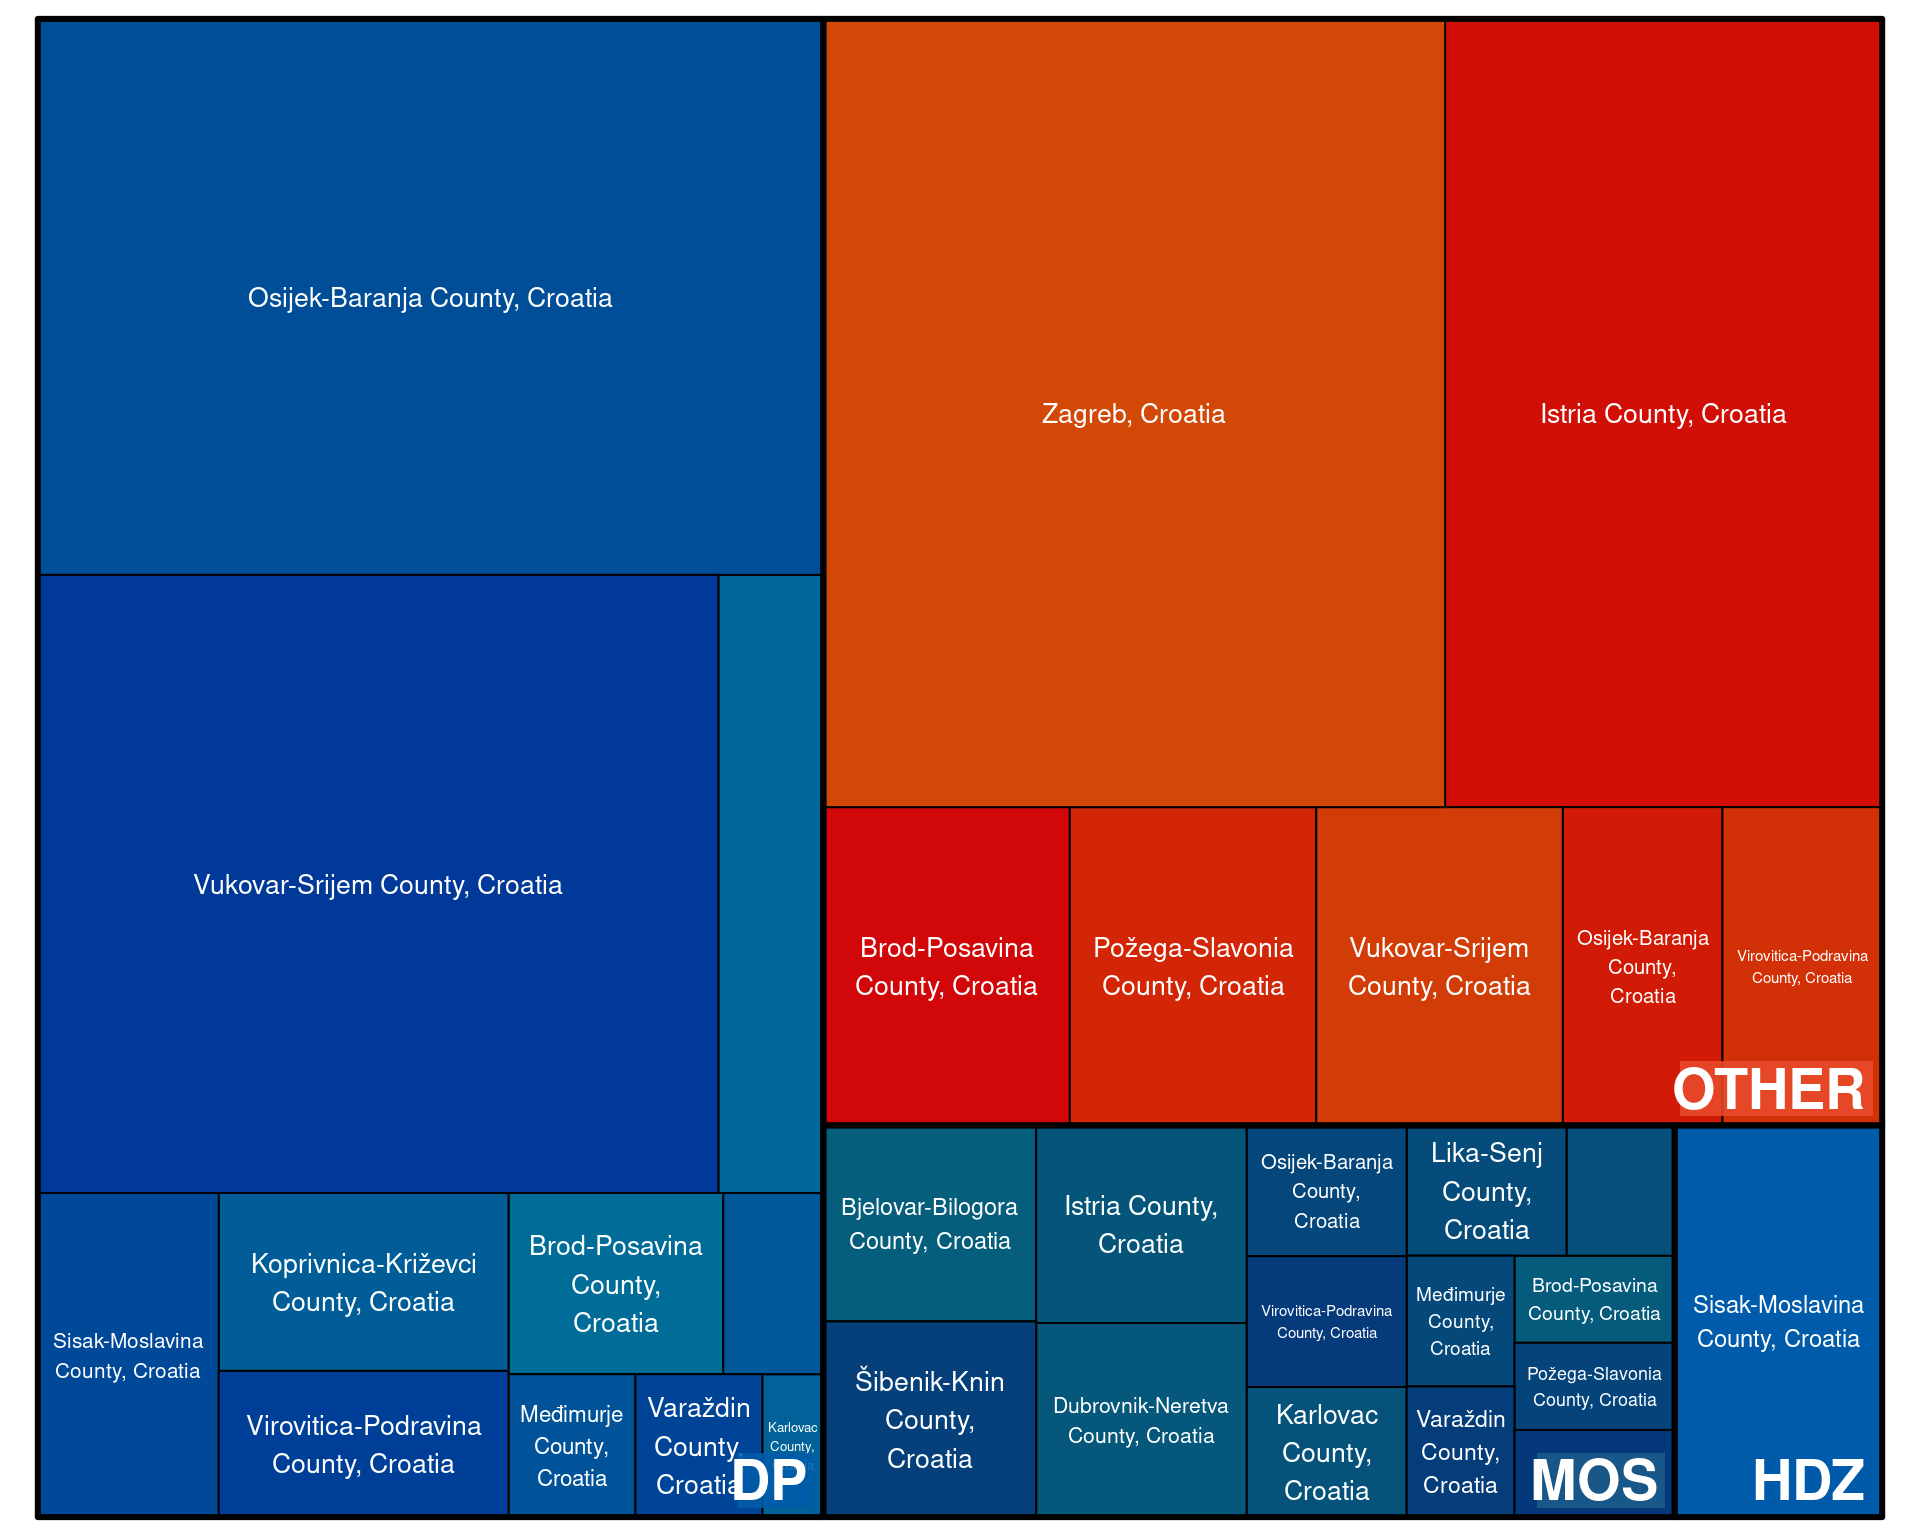 Osijek-Baranja County, Croatia
Vukovar-Srijem County, Croatia
Sisak-Moslavina
County, Croatia
Koprivnica-Križevci
County, Croatia
Virovitica-Podravina
County, Croatia
Brod-Posavina
County,
Croatia
Međimurje
County,
Croatia
Varaždin
County,
Croatia
Karlovac
County,
DP
Zagreb, Croatia
Istria County, Croatia
Brod-Posavina
County, Croatia
Požega-Slavonia
County, Croatia
Vukovar-Srijem
County, Croatia
Osijek-Baranja
County,
Croatia
Virovitica-Podravina
County, Croatia
OTHER
Bjelovar-Bilogora
County, Croatia
Šibenik-Knin
County,
Croatia
Istria County,
Croatia
Dubrovnik-Neretva
County, Croatia
Osijek-Baranja
County,
Croatia
Virovitica-Podravina
County, Croatia
Karlovac
County,
Croatia
Lika-Senj
County,
Croatia
Međimurje
County,
Croatia
Varaždin
County,
Croatia
Brod-Posavina
County, Croatia
Požega-Slavonia
County, Croatia
MOS
Sisak-Moslavina
County, Croatia
HDZ